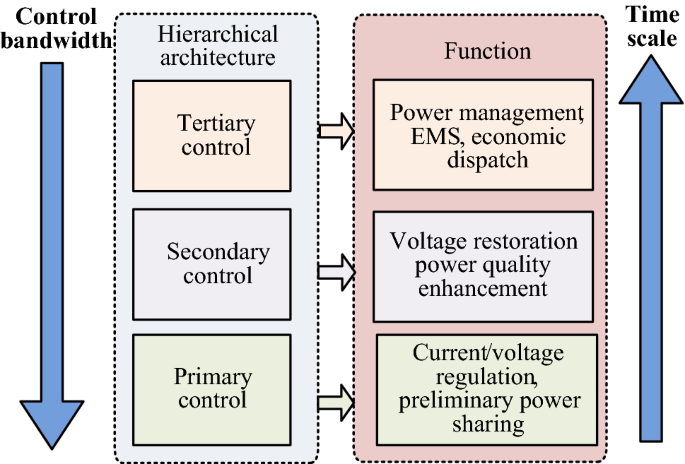 Control
bandwidth
Hierarchical
architecture
Tertiary
control
Secondary
control
Primary
control
Function
Power management,
EMS, economic
dispatch
Voltage restoration
power quality
enhancement
Current/voltage
regulation,
preliminary power
sharing
Time
scale